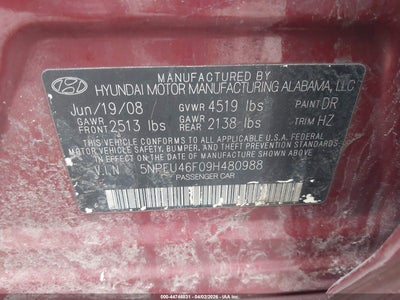 MANUFACTURED BY
HYUNDAI MOTOR MANUFACTURING ALABAMA, LLC
Jun/19/08 GVWR 4519 lbs PAINT DR
GAWR FRONT 2513 lbs GAWR REAR 2138 lbs TRIM HZ
THIS VEHICLE CONFORMS TO ALL APPLICABLE U.S.A. FEDERAL
MOTOR VEHICLE SAFETY, BUMPER, AND THEFT PREVENTION
STANDARDS IN EFFECT ON THE DATE OF MANUFACTURE SHOWN ABOVE.
V.I.N 5NPEU46F09H480988
PASSENGER CAR